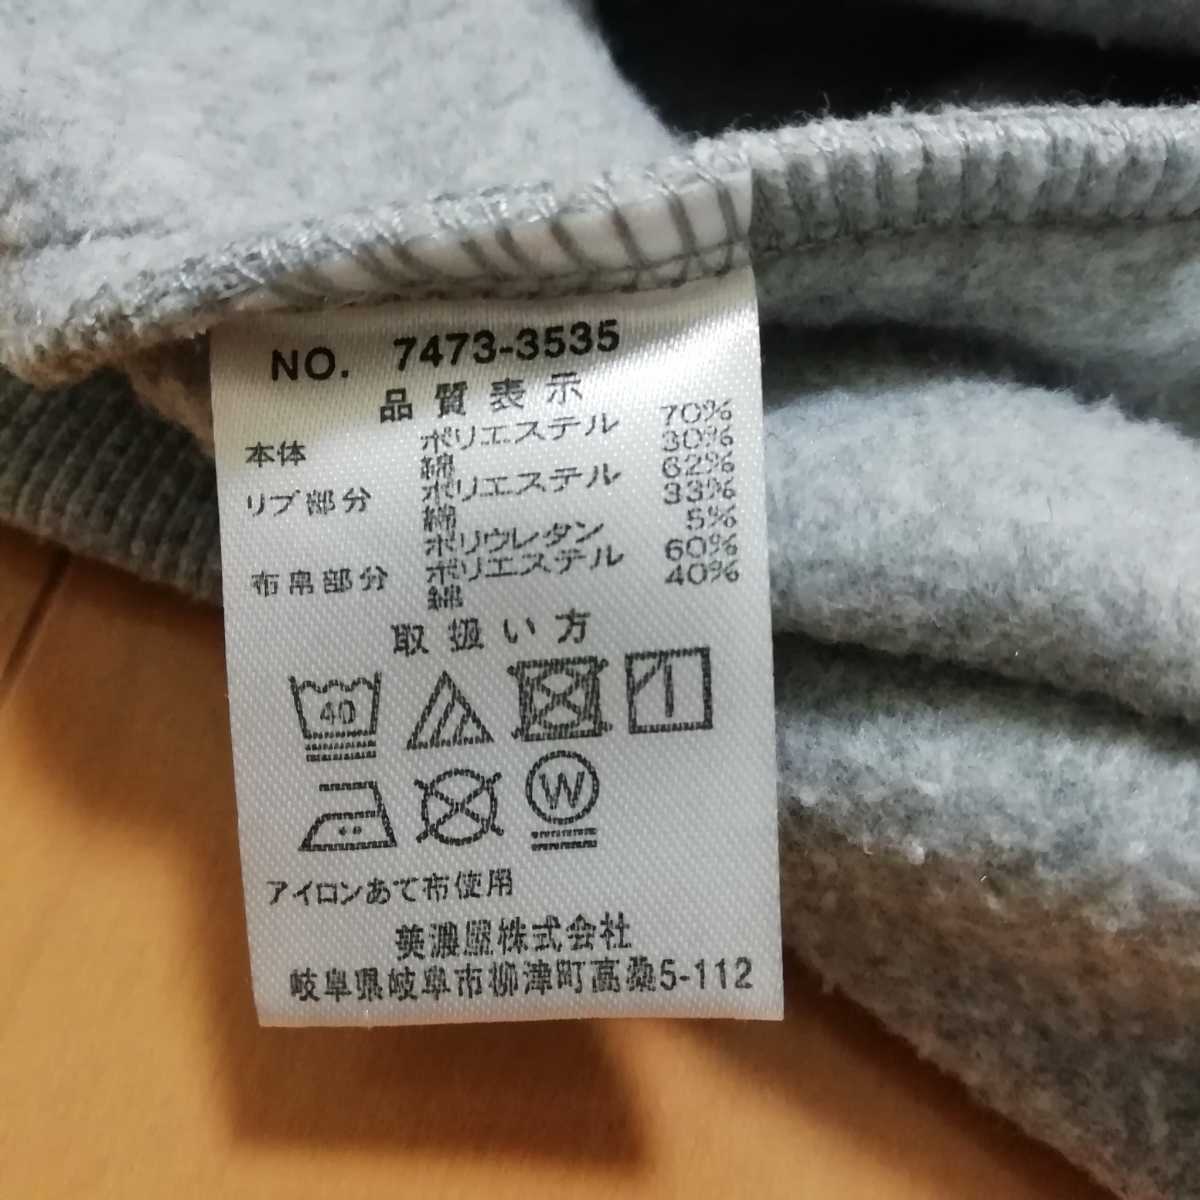 NO. 7473-3535
品質表示
本体 ポリエステル 70%
綿 30%
リブ部分 ポリエステル 62%
綿 33%
ポリウレタン 5%
布帛部分 ポリエステル 60%
綿 40%
取扱い方
40
W
アイロンあて布使用
美濃屋株式会社
岐阜県岐阜市柳津町高桑5-112